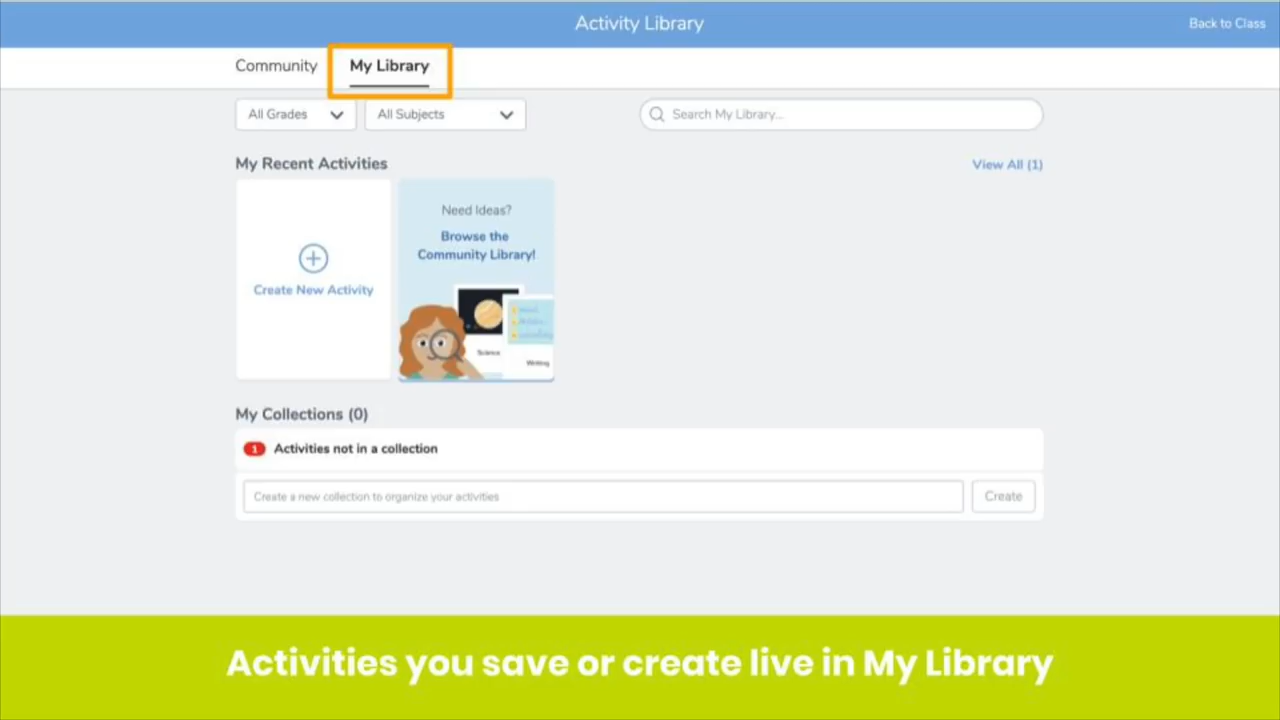 Activity Library
Back to Class
Community
My Library
All Grades
All Subjects
Search My Library...
My Recent Activities
View All (1)
Create New Activity
Need Ideas?
Browse the
Community Library!
Science
Writing
My Collections (0)
1 Activities not in a collection
Create a new collection to organize your activities
Create
Activities you save or create live in My Library